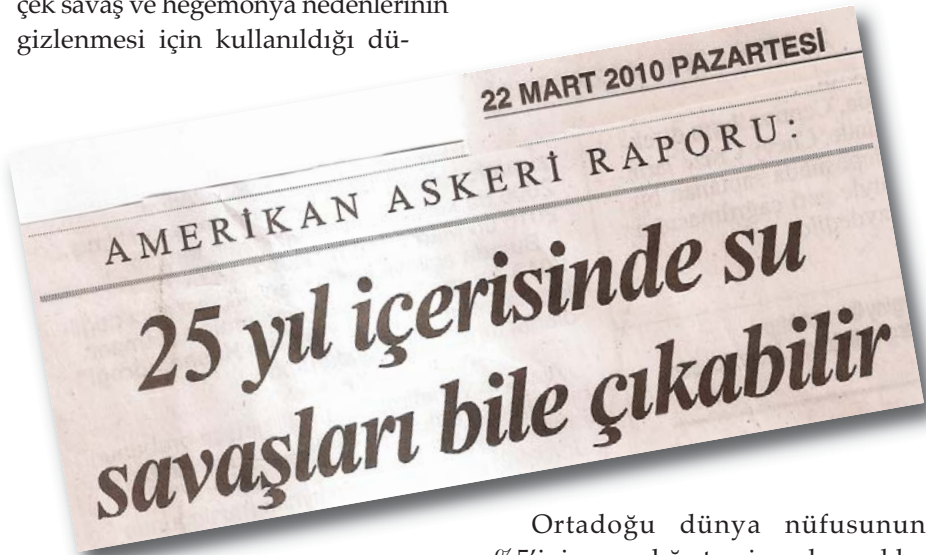 çek savaş ve hegemonya nedenlerinin
gizlenmesi için kullanıldığı dü-
22 MART 2010 PAZARTESİ
AMERİKAN ASKERİ RAPORU:
25 yıl içerisinde su
savaşları bile çıkabilir
Ortadoğu dünya nüfusunun